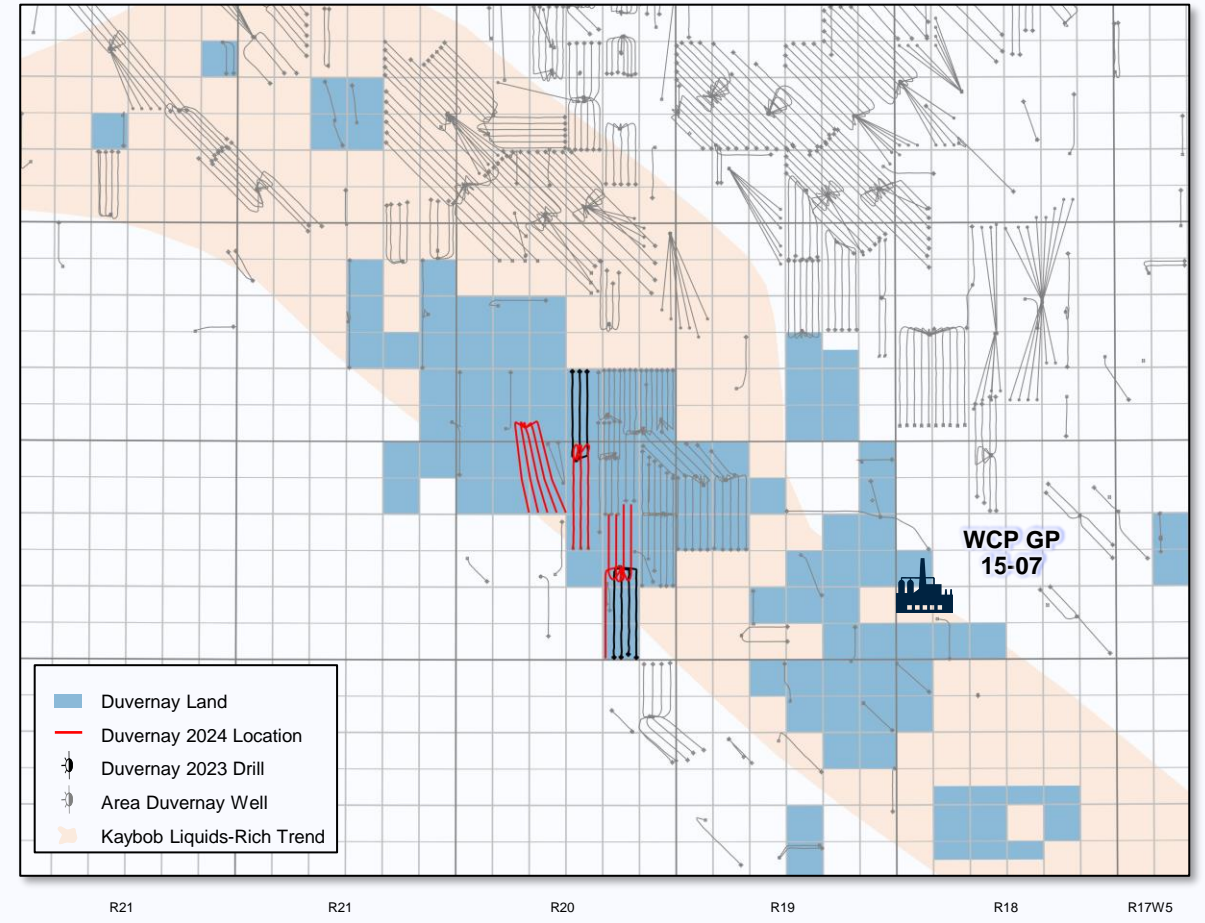 WCP GP
15-07
Duvernay Land
Duvernay 2024 Location
Duvernay 2023 Drill
Area Duvernay Well
Kaybob Liquids-Rich Trend
R21 R21 R20 R19 R18 R17W5